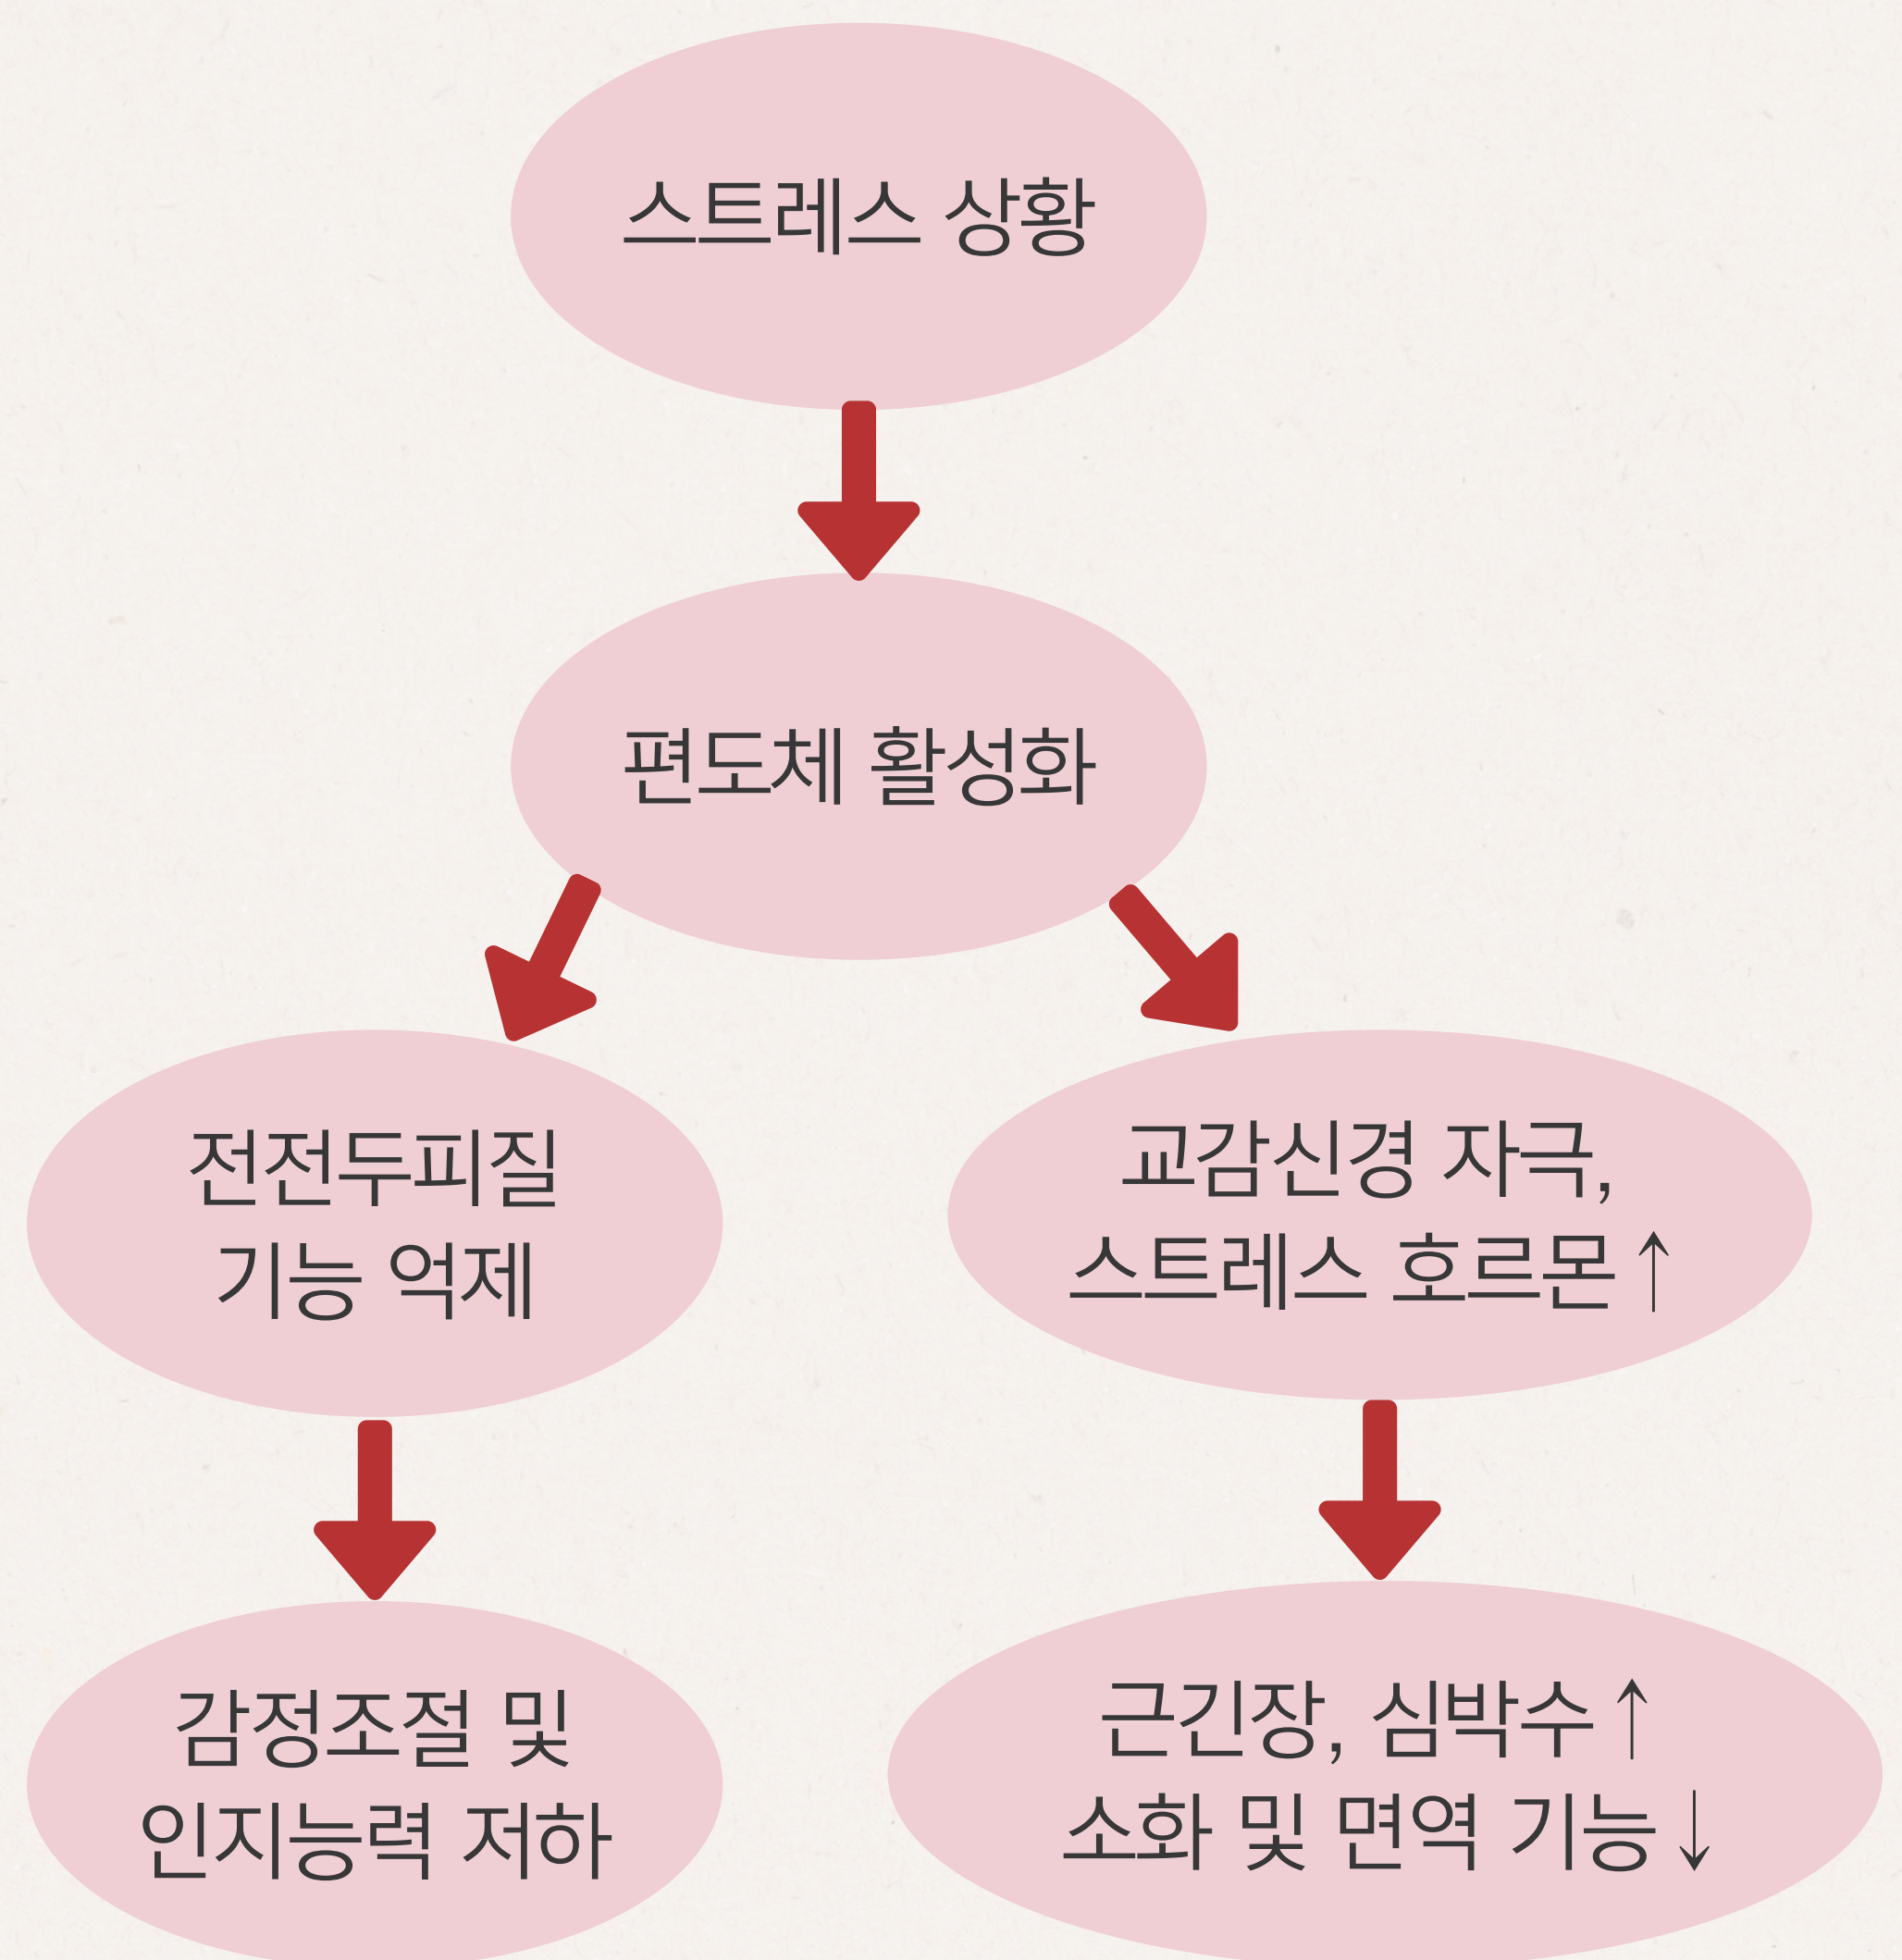 스트레스 상황
편도체 활성화
전전두피질
기능 억제
교감신경 자극,
스트레스 호르몬↑
감정조절 및
인지능력 저하
근긴장, 심박수↑
소화 및 면역 기능↓